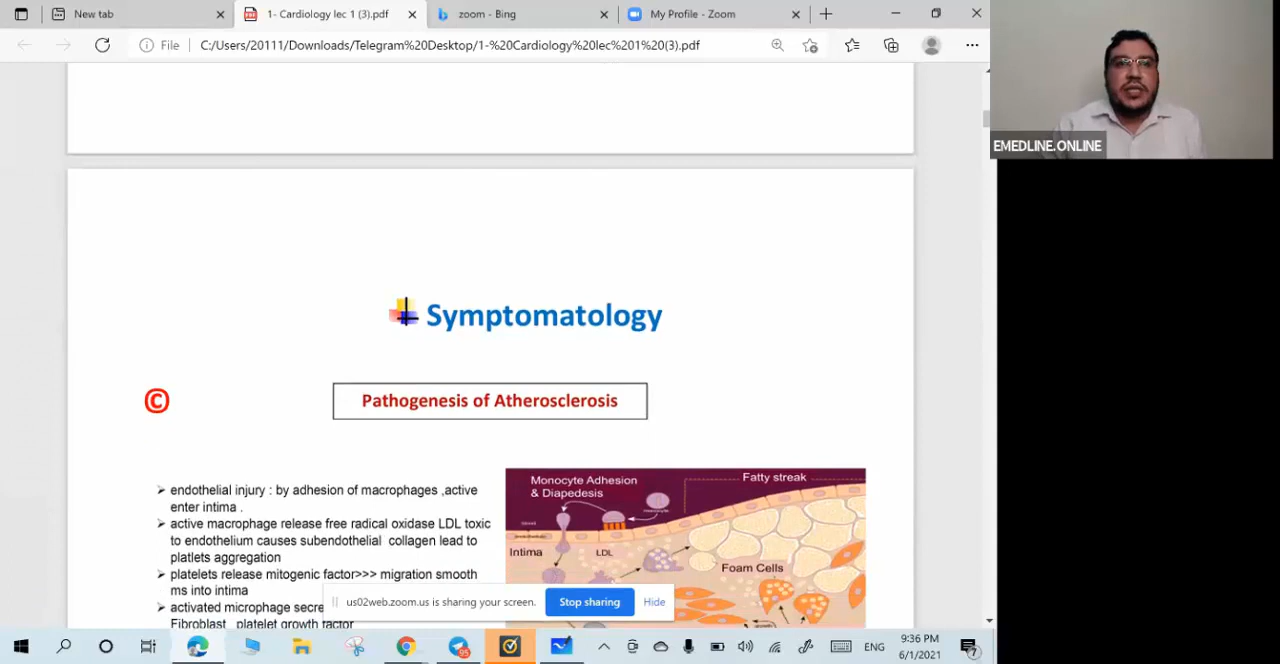 New tab
1- Cardiology lec 1 (3).pdf
zoom - Bing
My Profile - Zoom
File
C:/Users/20111/Downloads/Telegram%20Desktop/1-%20Cardiology%20lec%201%20(3).pdf
EMEDLINE.ONLINE
Symptomatology
©
Pathogenesis of Atherosclerosis
➢ endothelial injury : by adhesion of macrophages ,active
enter intima .
➢ active macrophage release free radical oxidase LDL toxic
to endothelium causes subendothelial collagen lead to
platlets aggregation
➢ platelets release mitogenic factor>>> migration smooth
ms into intima
➢ activated microphage secre
Fibroblast platelet growth factor
Monocyte Adhesion
& Diapedesis
Fatty streak
Intima
LDL
Foam Cells
us02web.zoom.us is sharing your screen.
Stop sharing
Hide
95
ENG
9:36 PM
6/1/2021
7